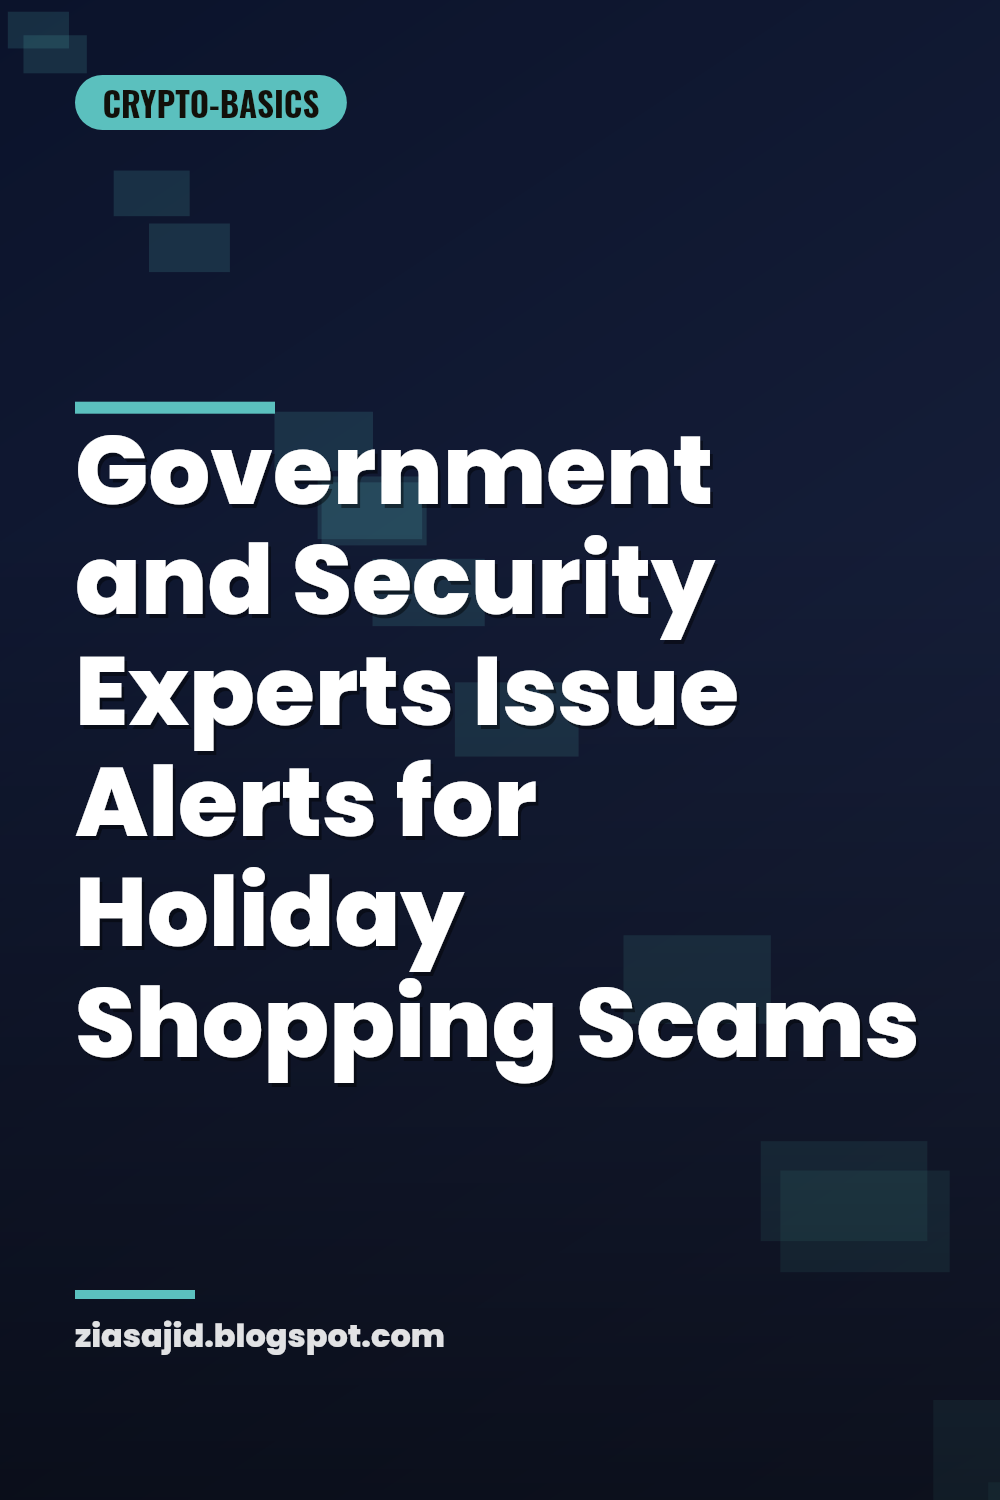 CRYPTO-BASICS
Government
and Security
Experts Issue
Alerts for
Holiday
Shopping Scams
ziasajid.blogspot.com